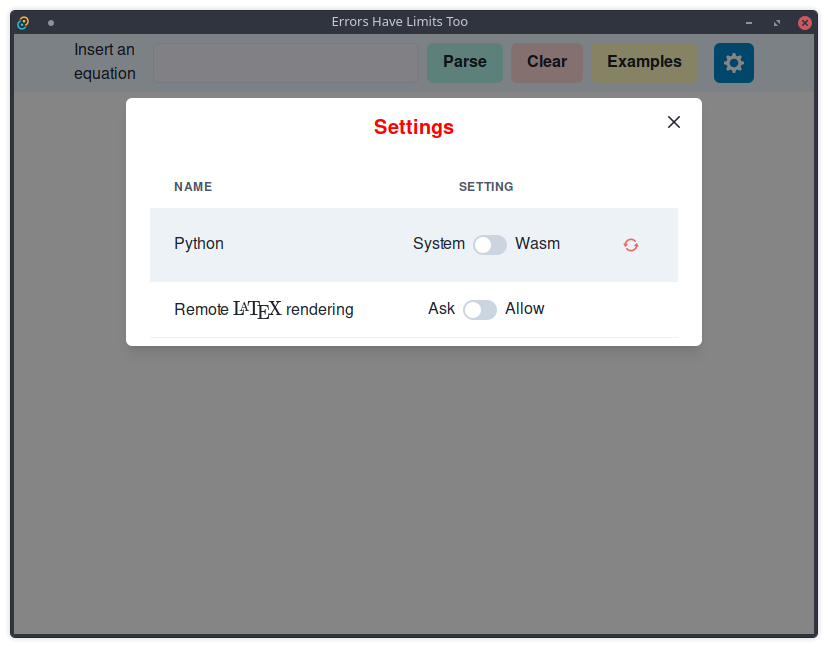 Errors Have Limits Too
Insert an
equation
Parse Clear Examples
Settings
NAME SETTING
Python System Wasm
Remote LATEX rendering Ask Allow